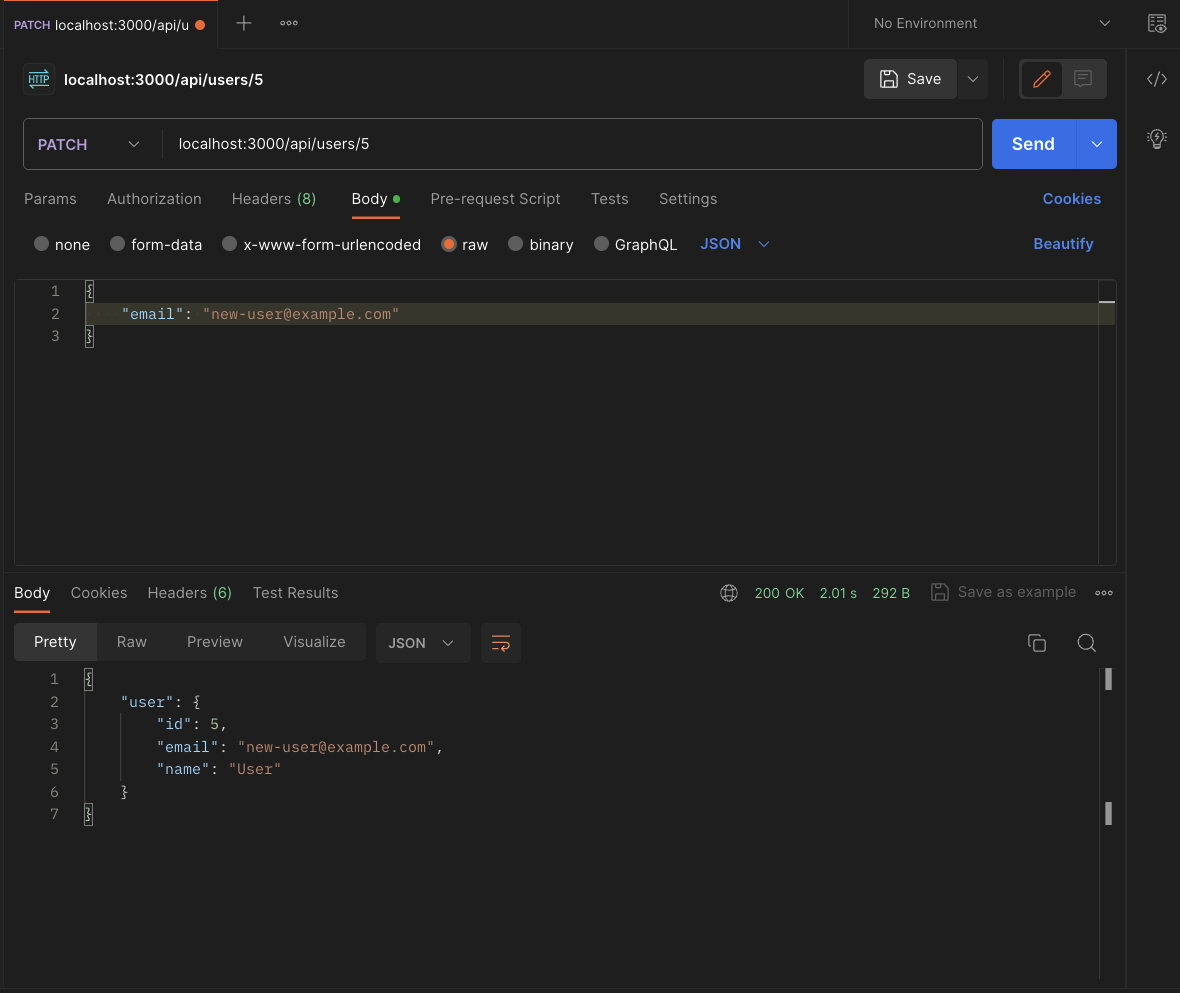 PATCH localhost:3000/api/u
No Environment
HTTP localhost:3000/api/users/5
Save
PATCH localhost:3000/api/users/5 Send
Params Authorization Headers (8) Body Pre-request Script Tests Settings Cookies
none form-data x-www-form-urlencoded raw binary GraphQL JSON Beautify
1 {
2 "email": "new-user@example.com"
3 }
Body Cookies Headers (6) Test Results 200 OK 2.01 s 292 B Save as example
Pretty Raw Preview Visualize JSON
1 {
2 "user": {
3 "id": 5,
4 "email": "new-user@example.com",
5 "name": "User"
6 }
7 }